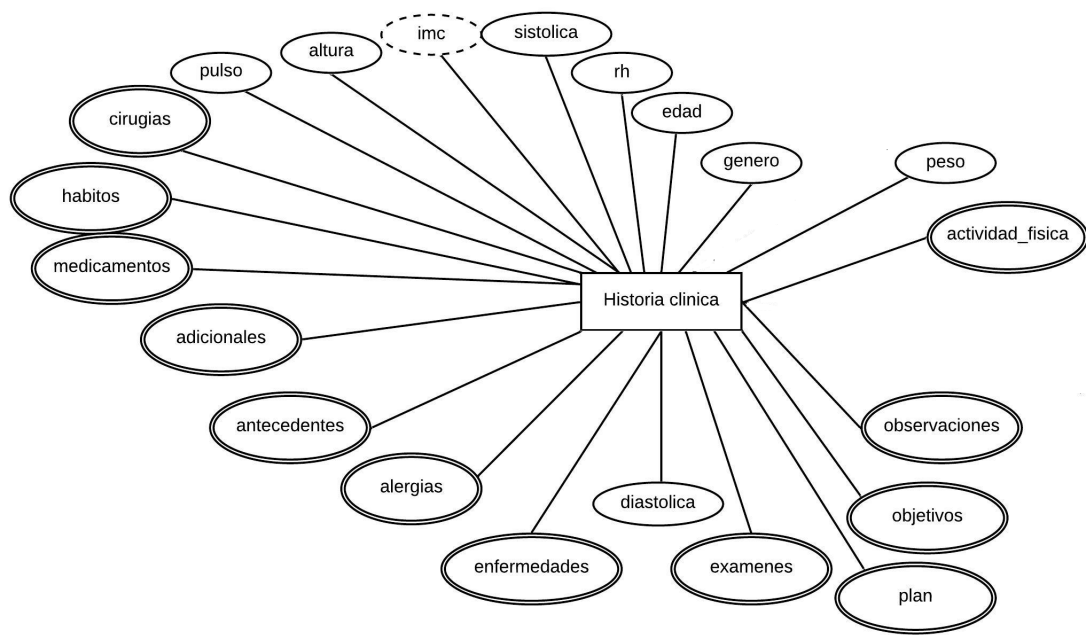 imc
sistolica
altura
pulso
rh
edad
cirugias
genero
peso
habitos
actividad_fisica
medicamentos
Historia clinica
adicionales
antecedentes
observaciones
alergias
diastolica
objetivos
enfermedades
examenes
plan